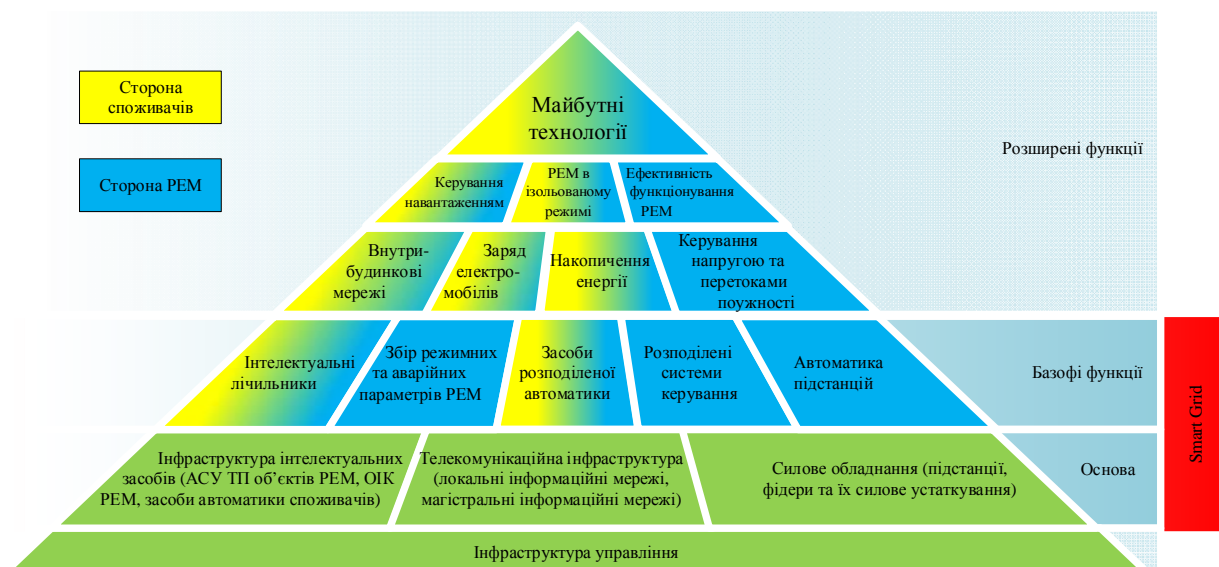 Сторона
споживачів
Сторона РЕМ
Майбутні
технології
Розширені функції
Керування
навантаженням
РЕМ в
ізольованому
режимі
Ефективність
функціонування
РЕМ
Внутри-
будинкові
мережі
Заряд
електро-
мобілів
Накопичення
енергії
Керування
напругою та
перетоками
поужності
Інтелектуальні
лічильники
Збір режимних
та аварійних
параметрів РЕМ
Засоби
розподіленої
автоматики
Розподілені
системи
керування
Автоматика
підстанцій
Базофі функції
Smart Grid
Інфраструктура інтелектуальних
засобів (АСУ ТП об’єктів РЕМ, ОІК
РЕМ, засоби автоматики споживачів)
Телекомунікаційна інфраструктура
(локальні інформаційні мережі,
магістральні інформаційні мережі)
Силове обладнання (підстанції,
фідери та їх силове устаткування)
Основа
Інфраструктура управління